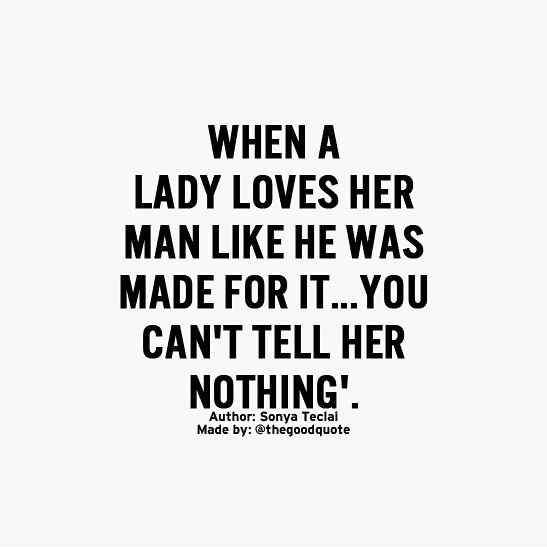 WHEN A
LADY LOVES HER
MAN LIKE HE WAS
MADE FOR IT...YOU
CAN'T TELL HER
NOTHING'.
Author: Sonya Teclai
Made by: @thegoodquote